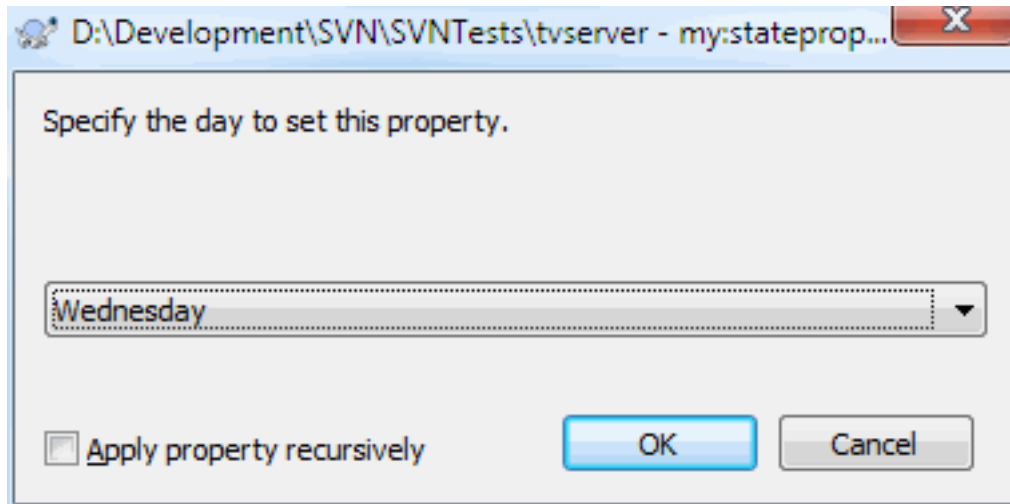 D:\Development\SVN\SVNTests\tvserver - my:stateprop...
Specify the day to set this property.
Wednesday
Apply property recursively
OK
Cancel